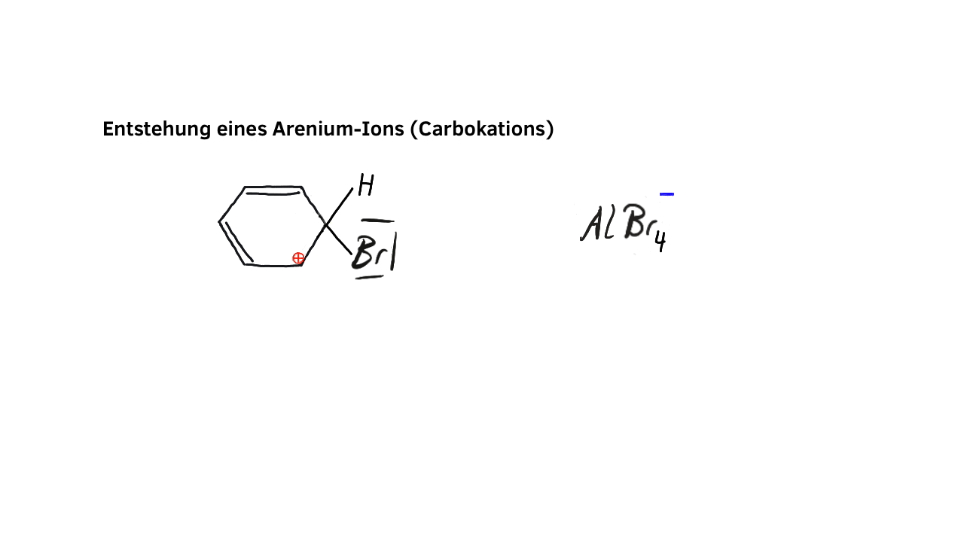 Entstehung eines Arenium-Ions (Carbokations)
H
⊕ Br|
AlBr₄⁻